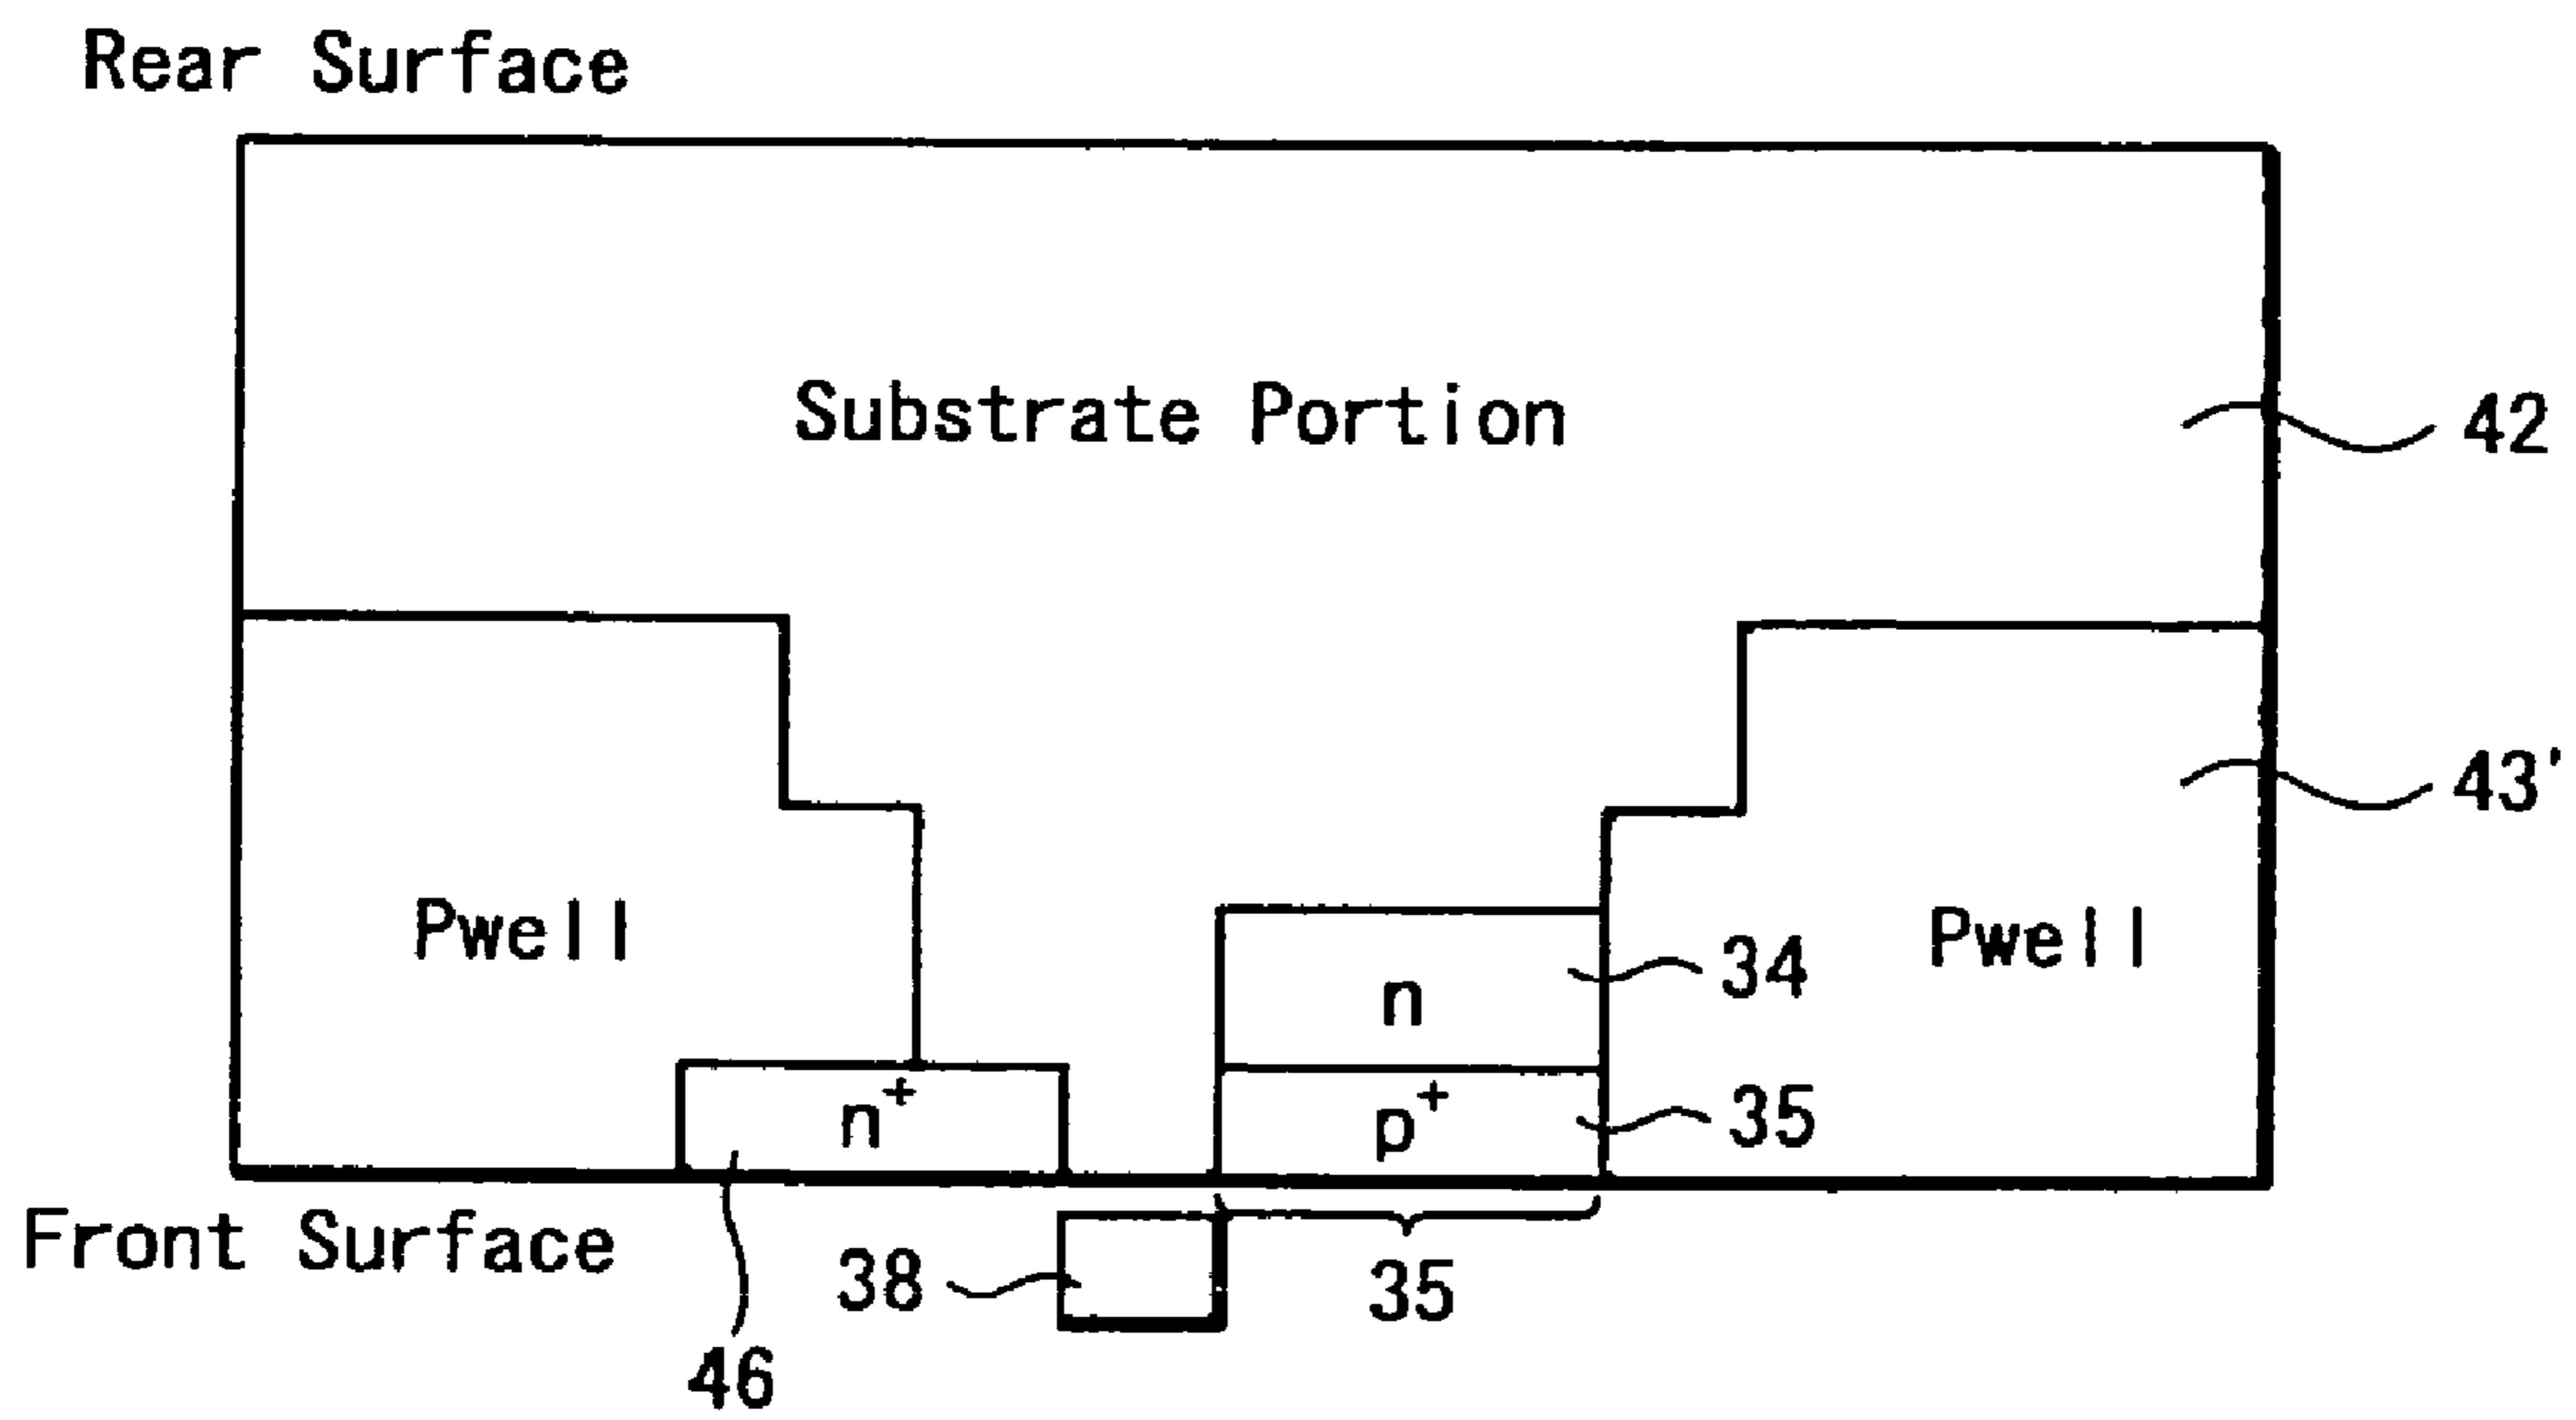 Rear Surface
Substrate Portion
42
43'
Pwell
Pwell
34
n
n⁺
p⁺
35
Front Surface
38
35
46